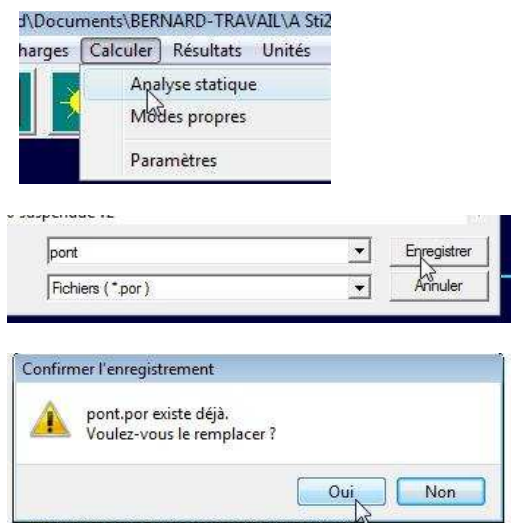 \Documents\BERNARD-TRAVAIL\A Sti2
harges Calculer Résultats Unités
Analyse statique
Modes propres
Paramètres
pont Enregistrer
Fichiers ( *.por ) Annuler
Confirmer l'enregistrement
pont.por existe déjà.
Voulez-vous le remplacer ?
Oui Non